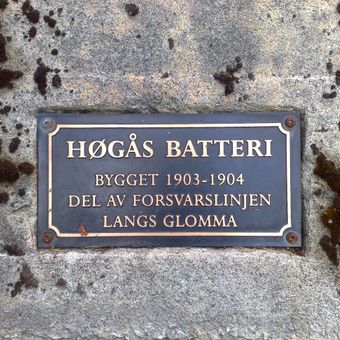 HØGÅS BATTERI
BYGGET 1903-1904
DEL AV FORSVARSLINJEN
LANGS GLOMMA